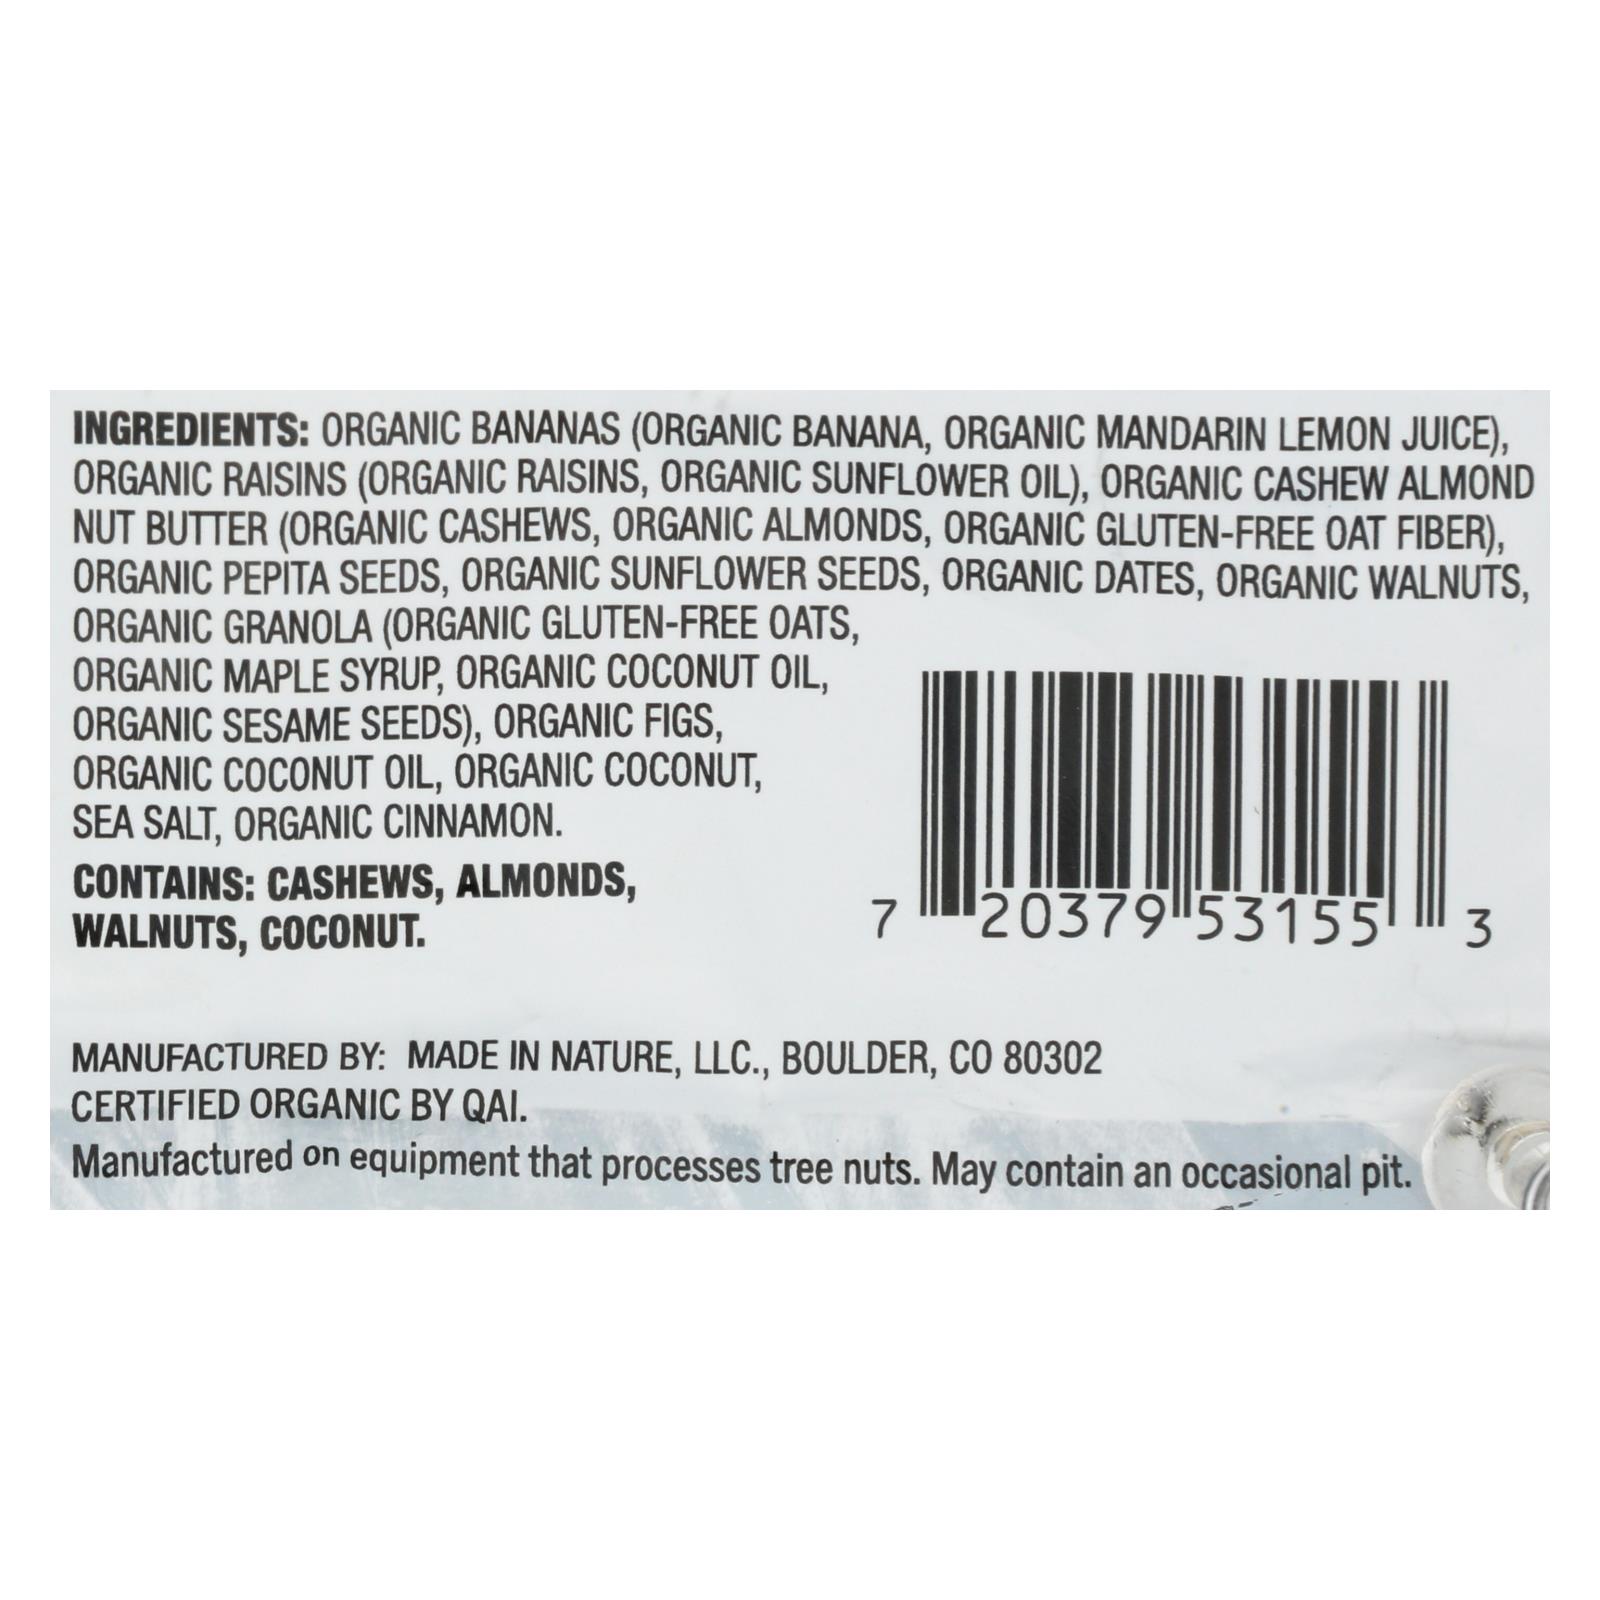 INGREDIENTS: ORGANIC BANANAS (ORGANIC BANANA, ORGANIC MANDARIN LEMON JUICE),
ORGANIC RAISINS (ORGANIC RAISINS, ORGANIC SUNFLOWER OIL), ORGANIC CASHEW ALMOND
NUT BUTTER (ORGANIC CASHEWS, ORGANIC ALMONDS, ORGANIC GLUTEN-FREE OAT FIBER),
ORGANIC PEPITA SEEDS, ORGANIC SUNFLOWER SEEDS, ORGANIC DATES, ORGANIC WALNUTS,
ORGANIC GRANOLA (ORGANIC GLUTEN-FREE OATS,
ORGANIC MAPLE SYRUP, ORGANIC COCONUT OIL,
ORGANIC SESAME SEEDS), ORGANIC FIGS,
ORGANIC COCONUT OIL, ORGANIC COCONUT,
SEA SALT, ORGANIC CINNAMON.
CONTAINS: CASHEWS, ALMONDS,
WALNUTS, COCONUT.
7 20379 53155 3
MANUFACTURED BY: MADE IN NATURE, LLC., BOULDER, CO 80302
CERTIFIED ORGANIC BY QAI.
Manufactured on equipment that processes tree nuts. May contain an occasional pit.